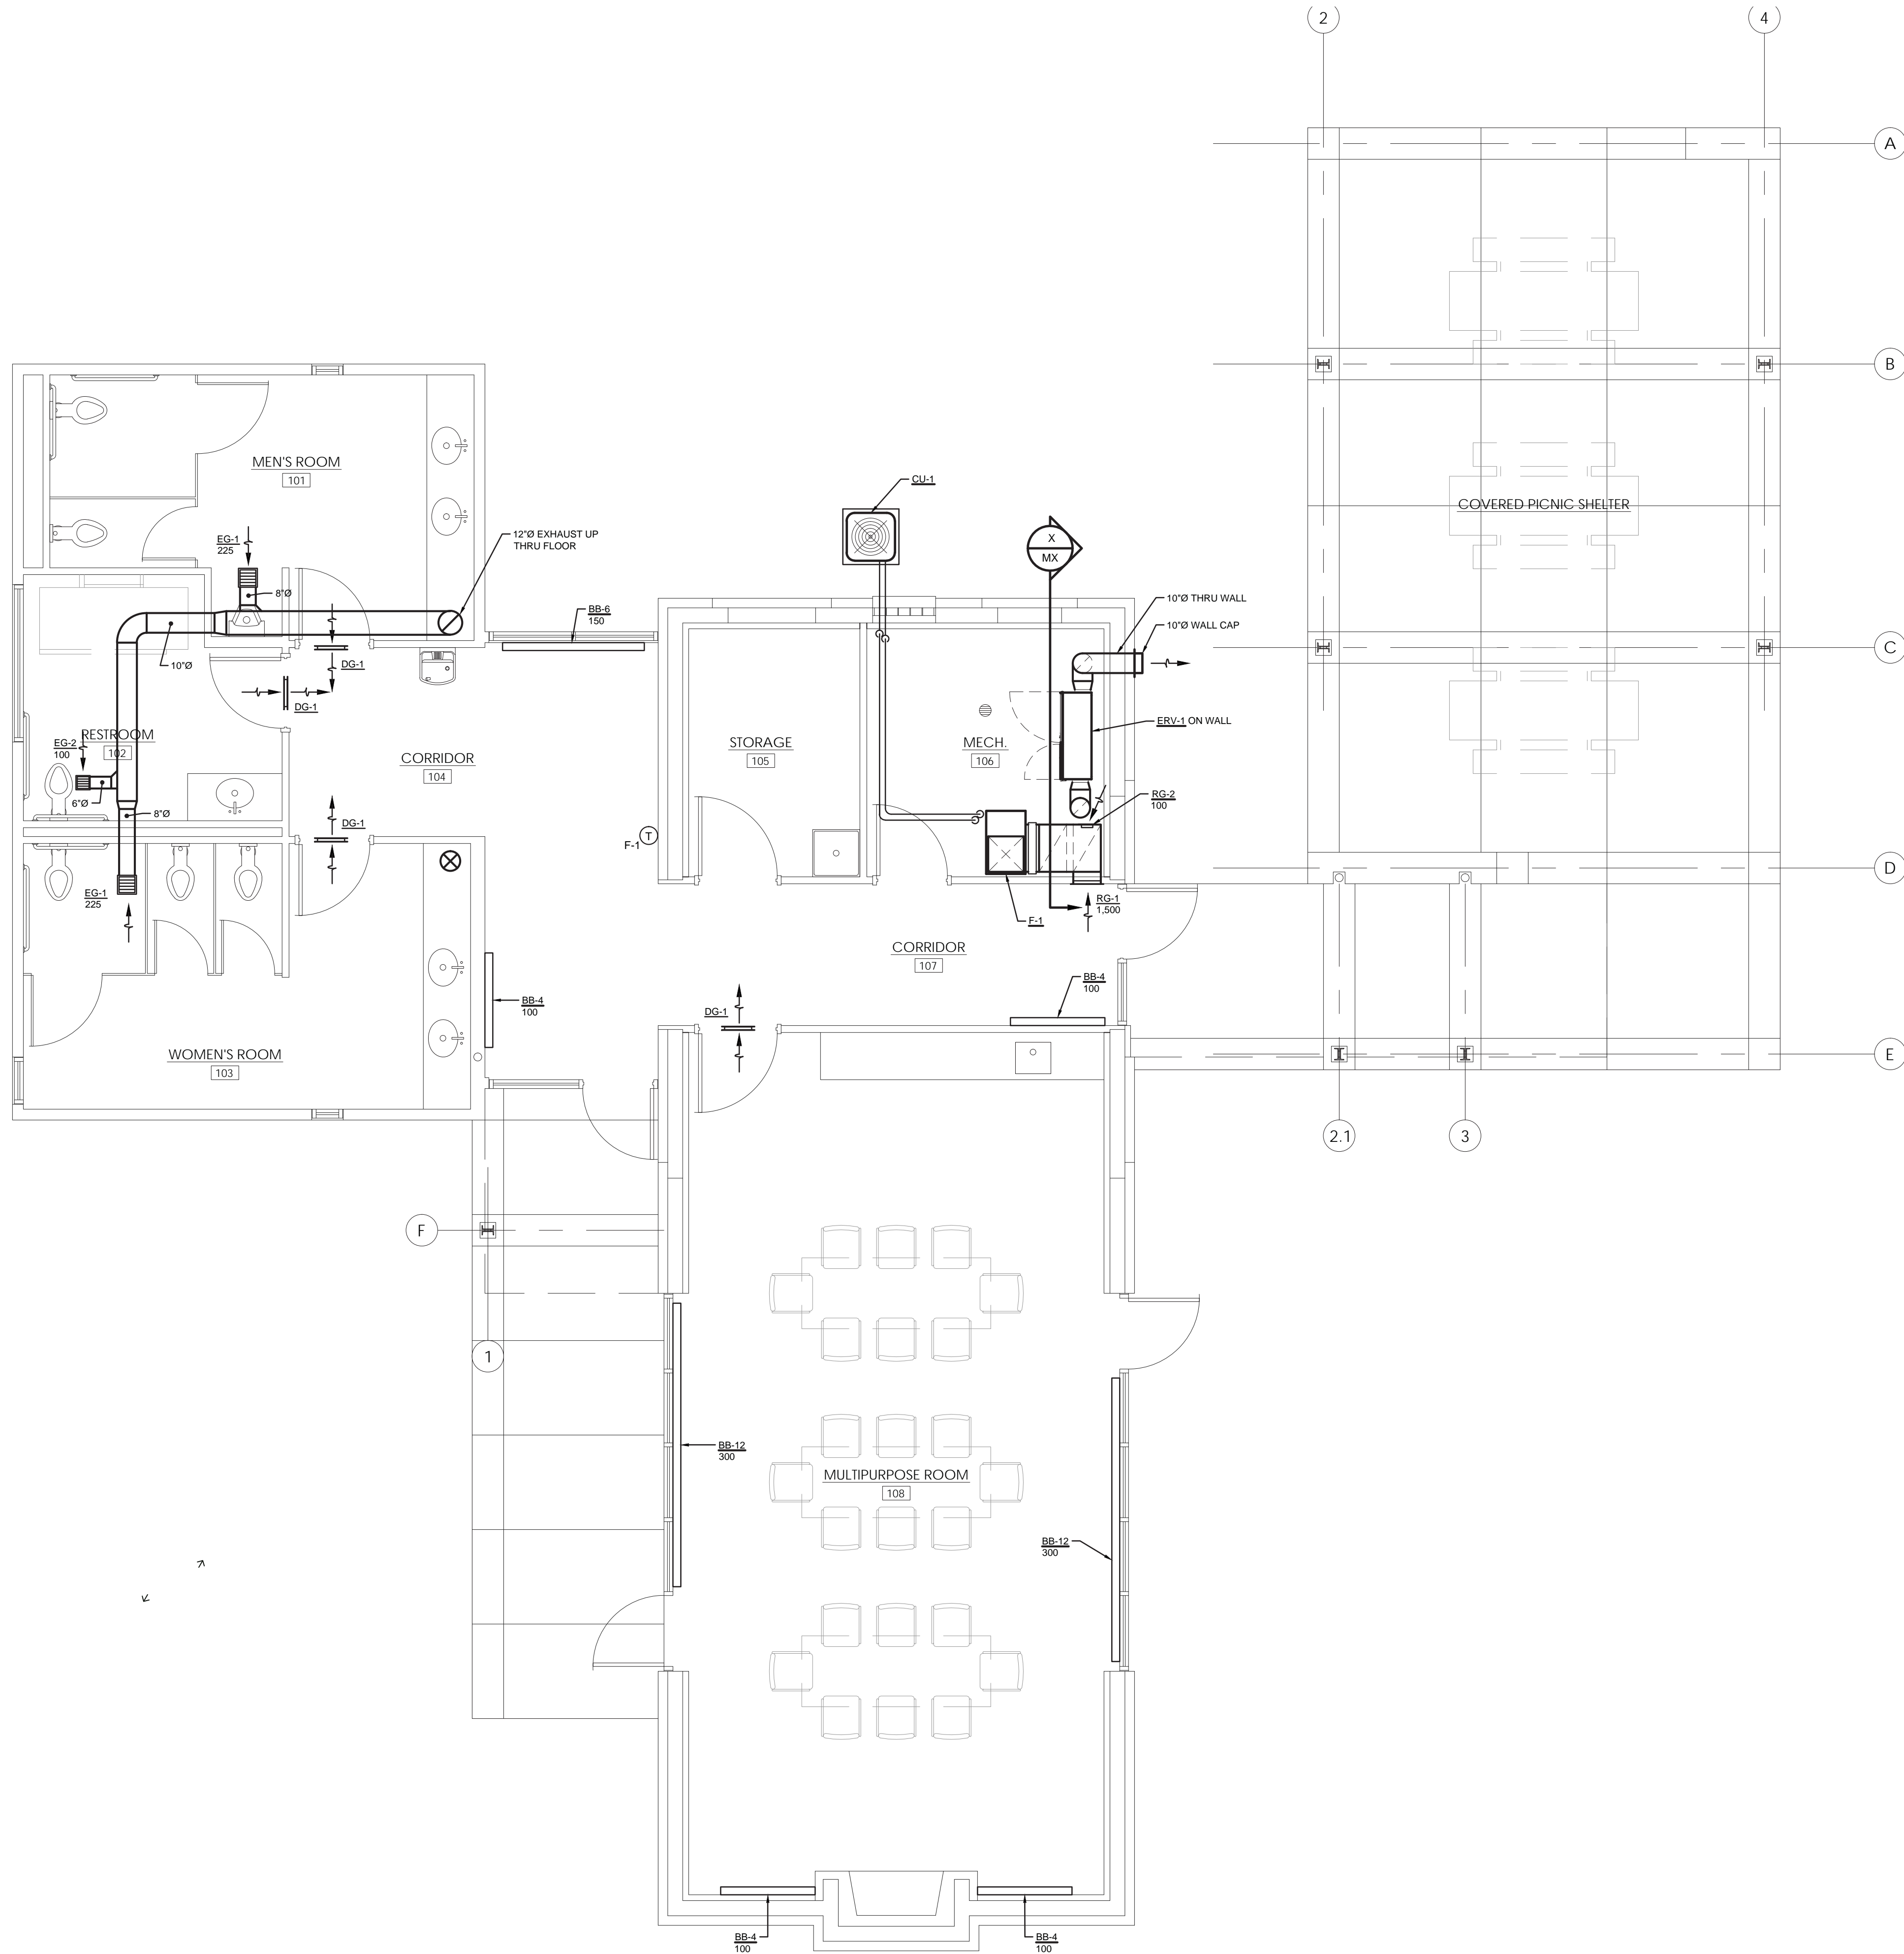 2
4
A
B
MEN'S ROOM
101
CU-1
COVERED PICNIC SHELTER
EG-1
225
12"Ø EXHAUST UP
THRU FLOOR
X
MX
8"Ø
BB-6
150
10"Ø THRU WALL
10"Ø WALL CAP
C
10"Ø
DG-1
DG-1
ERV-1 ON WALL
RESTROOM
102
EG-2
100
CORRIDOR
104
STORAGE
105
MECH.
106
6"Ø
8"Ø
DG-1
RG-2
100
T
F-1
D
EG-1
225
RG-1
1,500
F-1
CORRIDOR
107
BB-4
100
BB-4
100
DG-1
WOMEN'S ROOM
103
E
2.1
3
F
1
BB-12
300
MULTIPURPOSE ROOM
108
BB-12
300
BB-4
100
BB-4
100